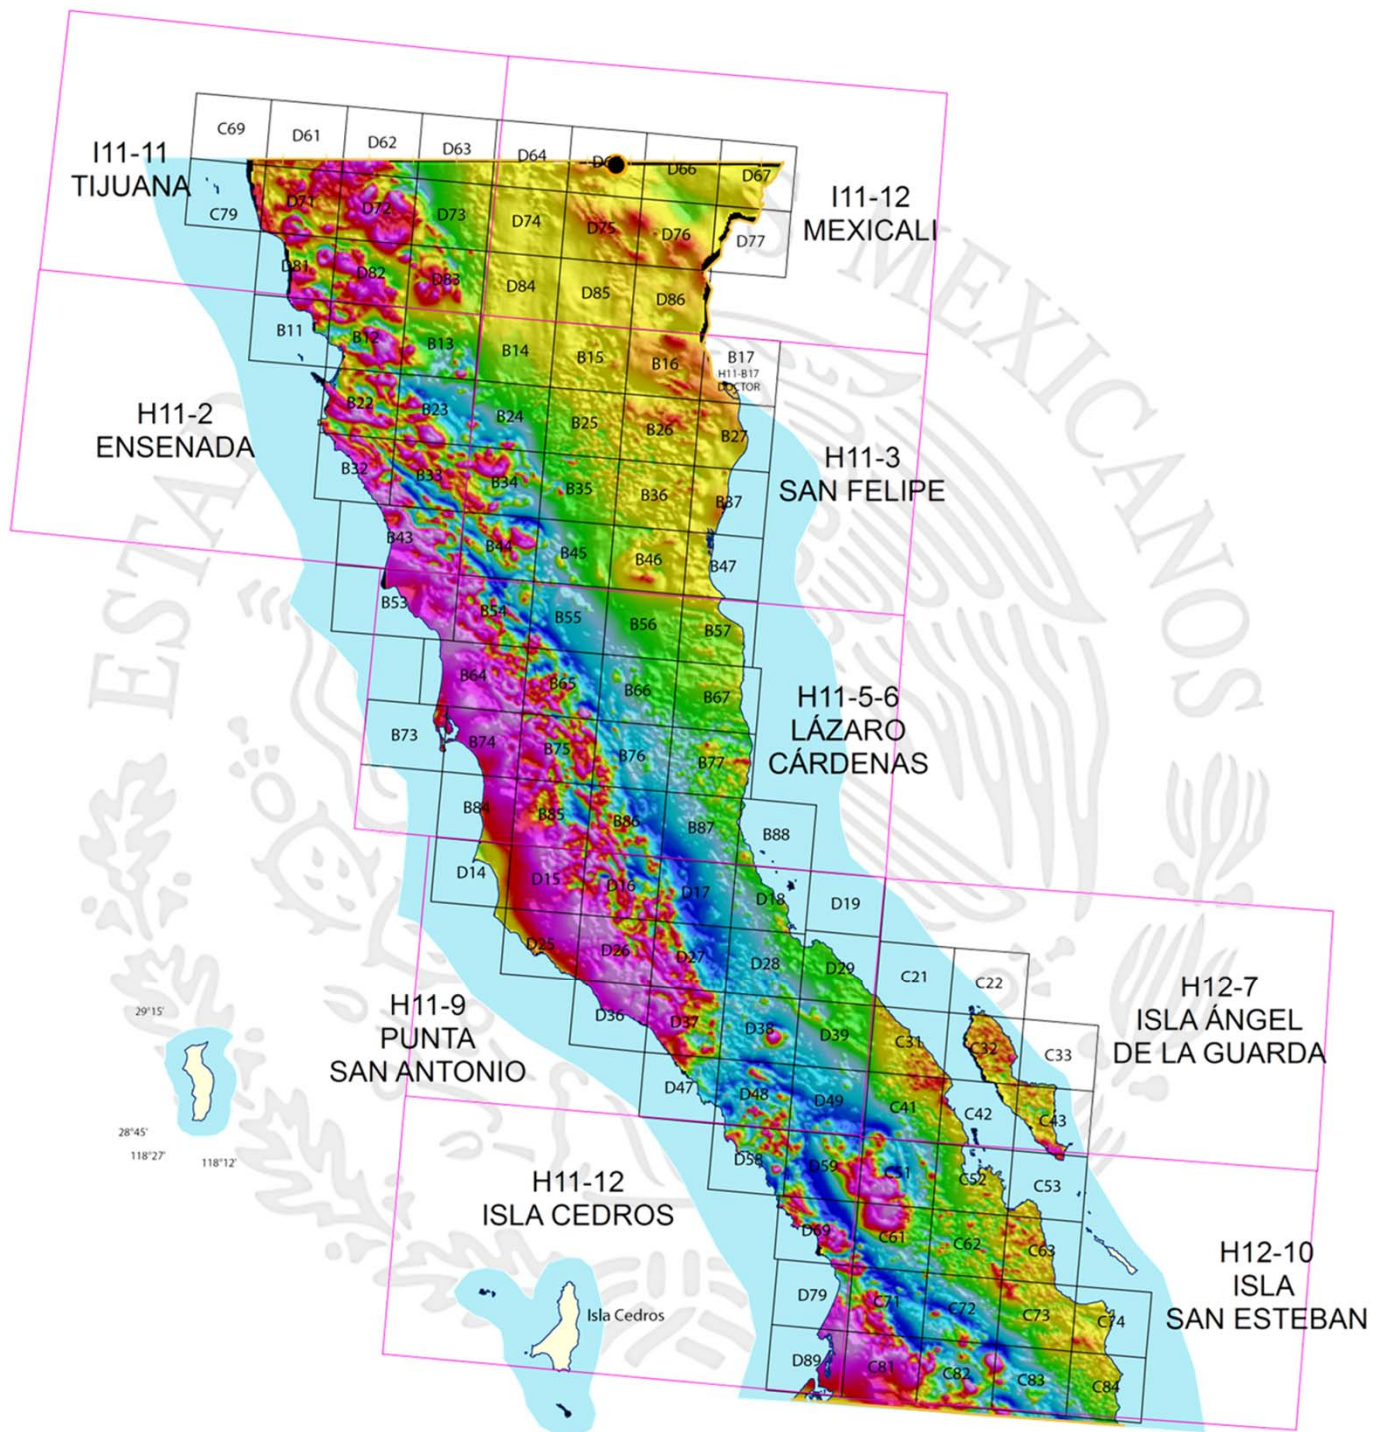 ESTADOS UNIDOS MEXICANOS
I11-11
TIJUANA
I11-12
MEXICALI
C69
D61
D62
D63
D64
D66
D67
C79
D71
D72
D73
D74
D75
D76
D77
D81
D82
D83
D84
D85
D86
H11-2
ENSENADA
H11-3
SAN FELIPE
B11
B12
B13
B14
B15
B16
B17
H11-B17
DOCTOR
B22
B23
B24
B25
B26
B27
B32
B33
B34
B35
B36
B37
B43
B44
B45
B46
B47
H11-5-6
LÁZARO
CÁRDENAS
B53
B54
B55
B56
B57
B64
B65
B66
B67
B73
B74
B75
B76
B77
B84
B85
B86
B87
B88
H11-9
PUNTA
SAN ANTONIO
D14
D15
D16
D17
D18
D19
D25
D26
D27
D28
D29
D36
D37
D38
D39
D47
D48
D49
H12-7
ISLA ÁNGEL
DE LA GUARDA
C21
C22
C31
C32
C33
C41
C42
C43
29°15'
28°45'
118°27'
118°12'
H11-12
ISLA CEDROS
Isla Cedros
D58
D59
D69
D79
D89
H12-10
ISLA
SAN ESTEBAN
C51
C52
C53
C61
C62
C63
C71
C72
C73
C74
C81
C82
C83
C84